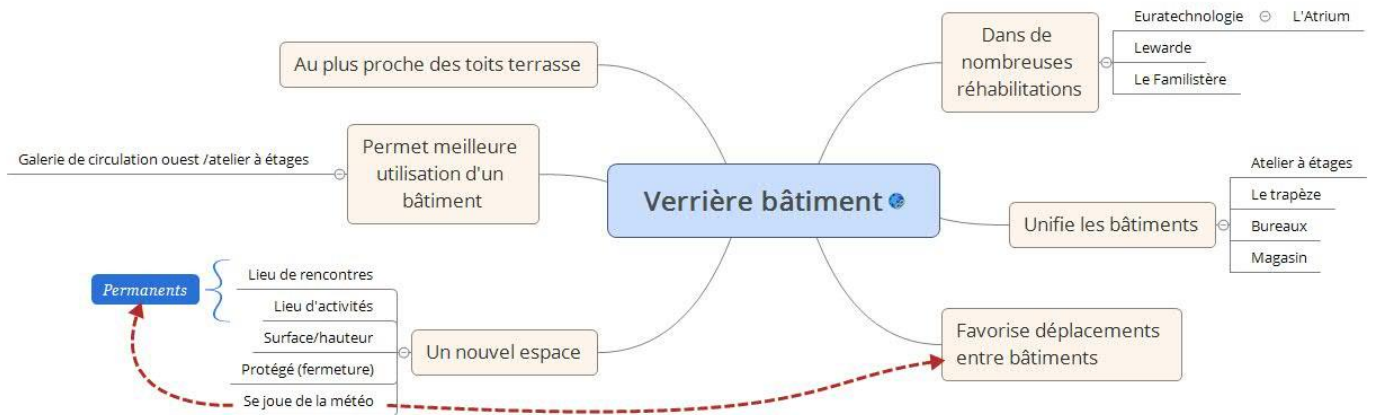 Au plus proche des toits terrasse
Permet meilleure
utilisation d'un
bâtiment
Galerie de circulation ouest /atelier à étages
Un nouvel espace
Lieu de rencontres
Lieu d'activités
Surface/hauteur
Protégé (fermeture)
Se joue de la météo
Permanents
Verrière bâtiment
Dans de
nombreuses
réhabilitations
Euratechnologie
L'Atrium
Lewarde
Le Familistère
Unifie les bâtiments
Atelier à étages
Le trapèze
Bureaux
Magasin
Favorise déplacements
entre bâtiments